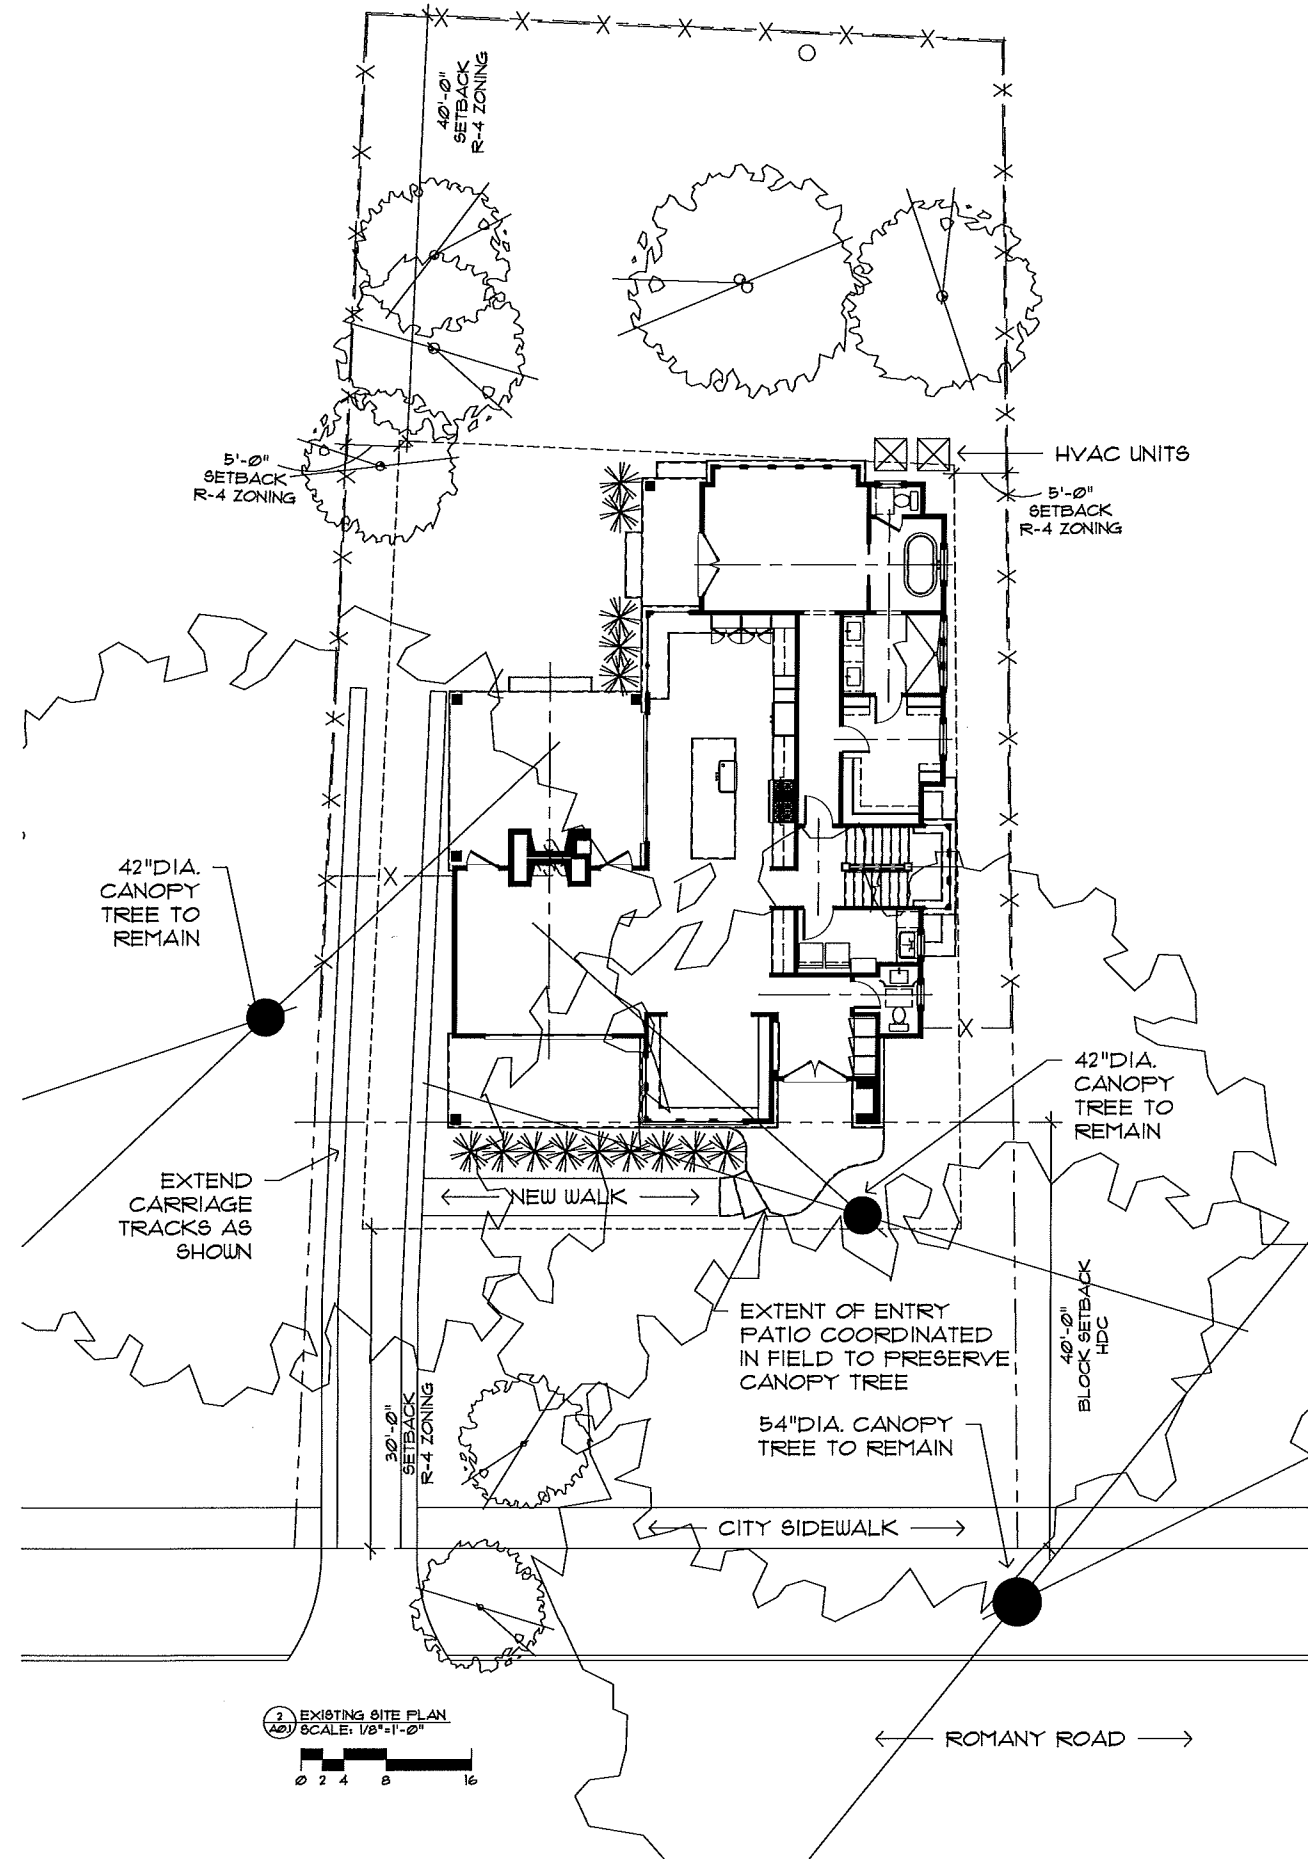 40'-0"
SETBACK
R-4 ZONING
HVAC UNITS
5'-0"
SETBACK
R-4 ZONING
5'-0"
SETBACK
R-4 ZONING
42"DIA.
CANOPY
TREE TO
REMAIN
42"DIA.
CANOPY
TREE TO
REMAIN
EXTEND
CARRIAGE
TRACKS AS
SHOWN
NEW WALK
EXTENT OF ENTRY
PATIO COORDINATED
IN FIELD TO PRESERVE
CANOPY TREE
40'-0"
BLOCK SETBACK
HDC
30'-0"
SETBACK
R-4 ZONING
54"DIA. CANOPY
TREE TO REMAIN
CITY SIDEWALK
2 EXISTING SITE PLAN
A0.1 SCALE: 1/8"=1'-0"
0 2 4 8 16
ROMANY ROAD